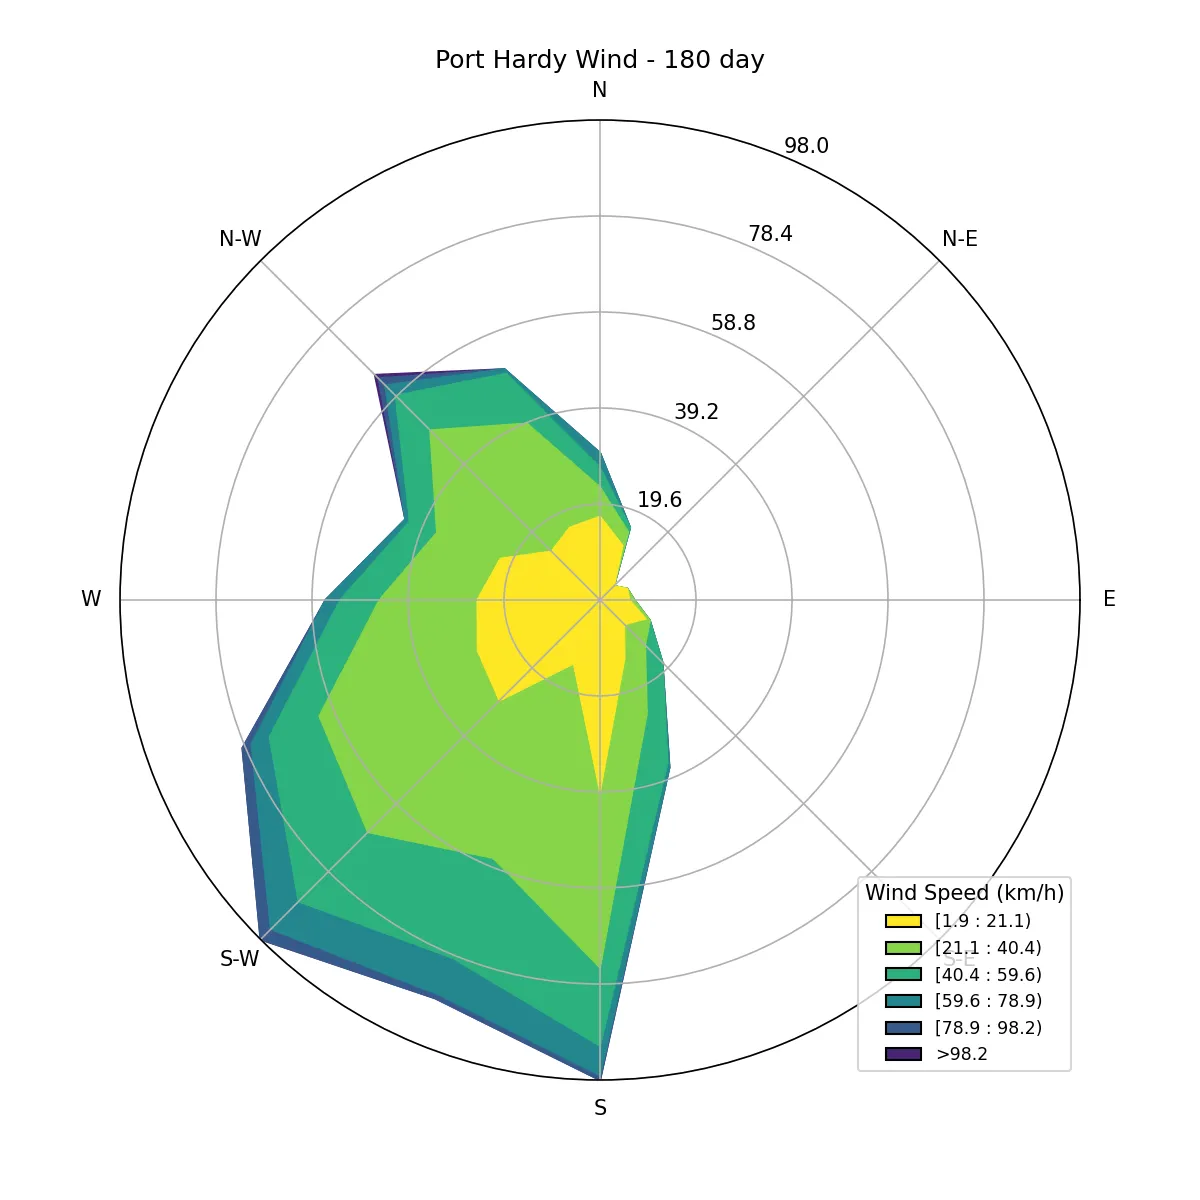 Port Hardy Wind - 180 day
N
98.0
78.4
N-W
N-E
58.8
39.2
19.6
W
E
Wind Speed (km/h)
[1.9 : 21.1)
[21.1 : 40.4)
S-W
S-E
[40.4 : 59.6)
[59.6 : 78.9)
[78.9 : 98.2)
>98.2
S